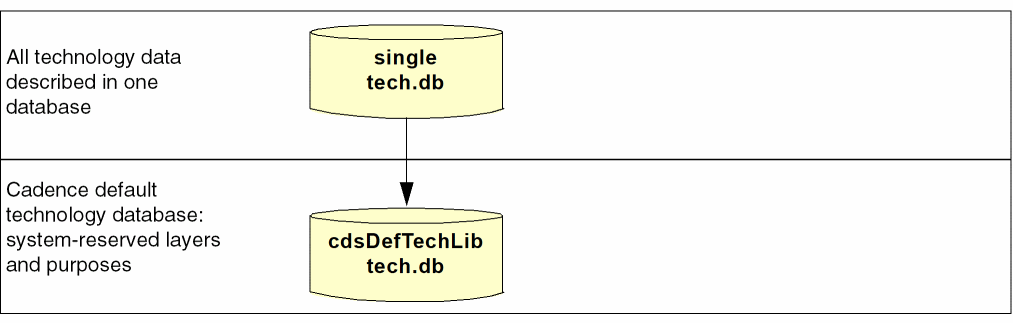 All technology data
described in one
database
single
tech.db
Cadence default
technology database:
system-reserved layers
and purposes
cdsDefTechLib
tech.db